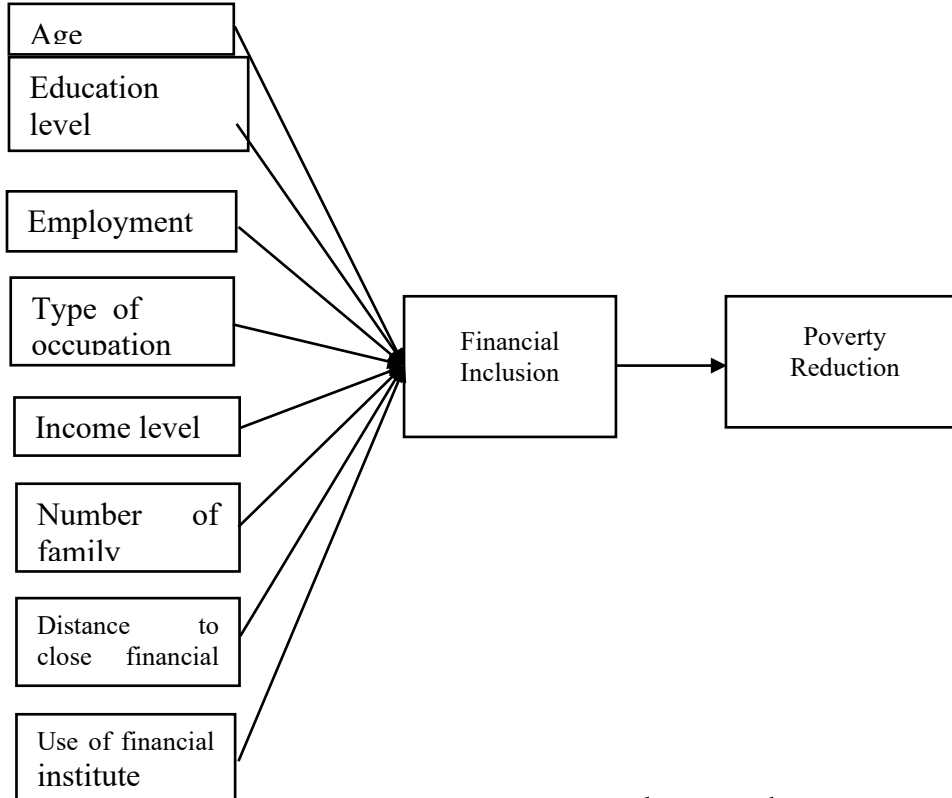 Age
Education
level
Employment
Type of
occupation
Income level
Number of
family
Distance to
close financial
Use of financial
institute
Financial
Inclusion
Poverty
Reduction